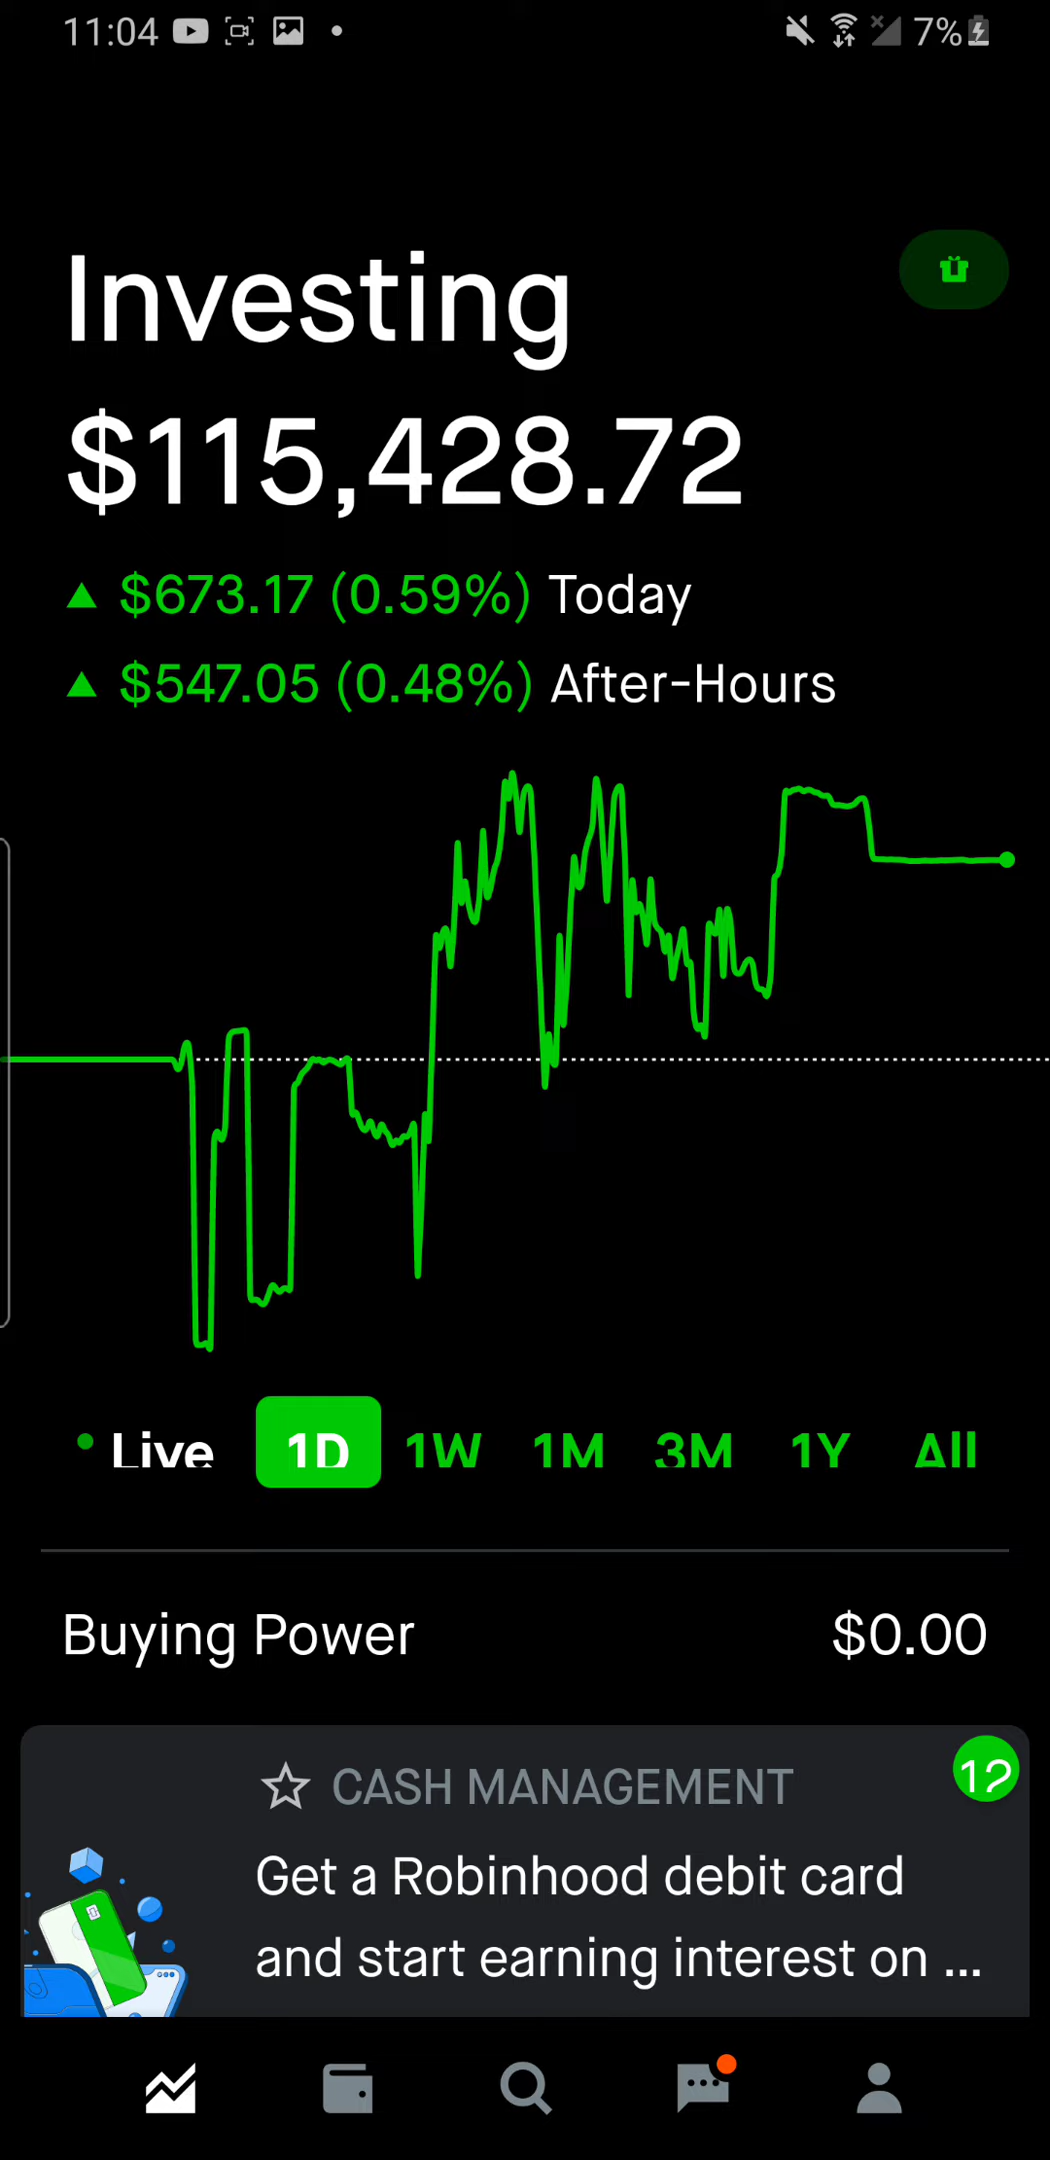 11:04 7%
Investing
$115,428.72
▲ $673.17 (0.59%) Today
▲ $547.05 (0.48%) After-Hours
Live 1D 1W 1M 3M 1Y All
Buying Power $0.00
CASH MANAGEMENT 12
Get a Robinhood debit card
and start earning interest on ...